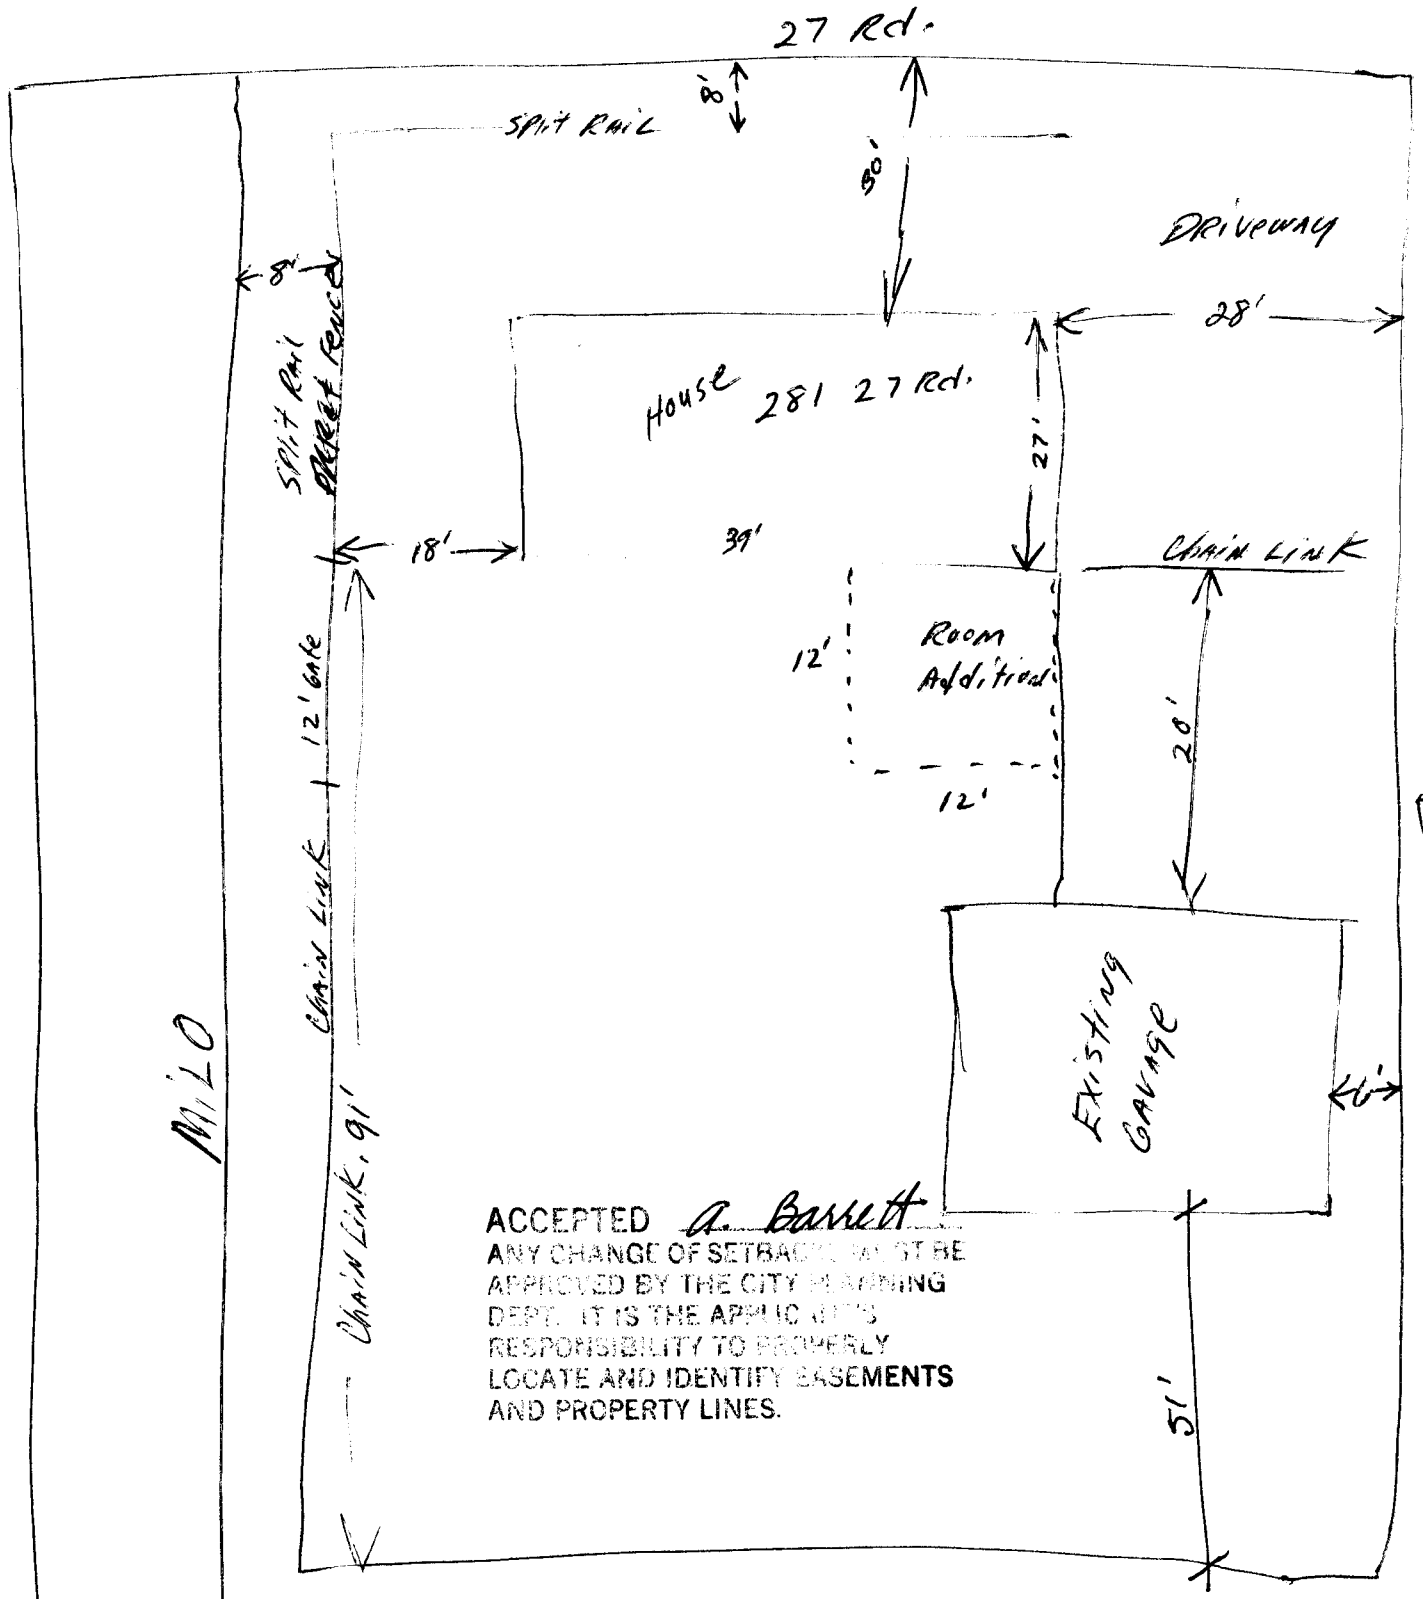 27 Rd.
8'
SPLit RaiL
30'
DRiveWAY
8'
28'
SPLit Rail
Fence
House 281 27 Rd.
27'
18'
39'
Chain Link
12' Gate
12'
Room
Addition
20'
12'
Chain Link
Existing
Garage
MiLO
6'
Chain Link. 91'
ACCEPTED A. Barrett
ANY CHANGE OF SETBACKS MUST BE
APPROVED BY THE CITY PLANNING
DEPT. IT IS THE APPLICANT'S
RESPONSIBILITY TO PROPERLY
LOCATE AND IDENTIFY EASEMENTS
AND PROPERTY LINES.
51'